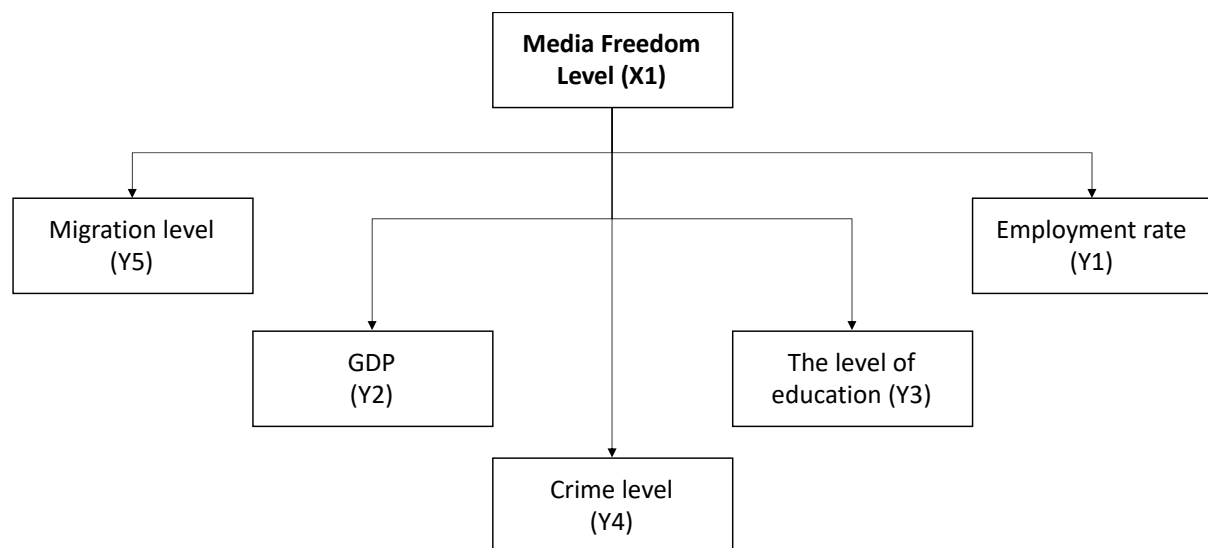 Media Freedom
Level (X1)
Migration level
(Y5)
Employment rate
(Y1)
GDP
(Y2)
The level of
education (Y3)
Crime level
(Y4)